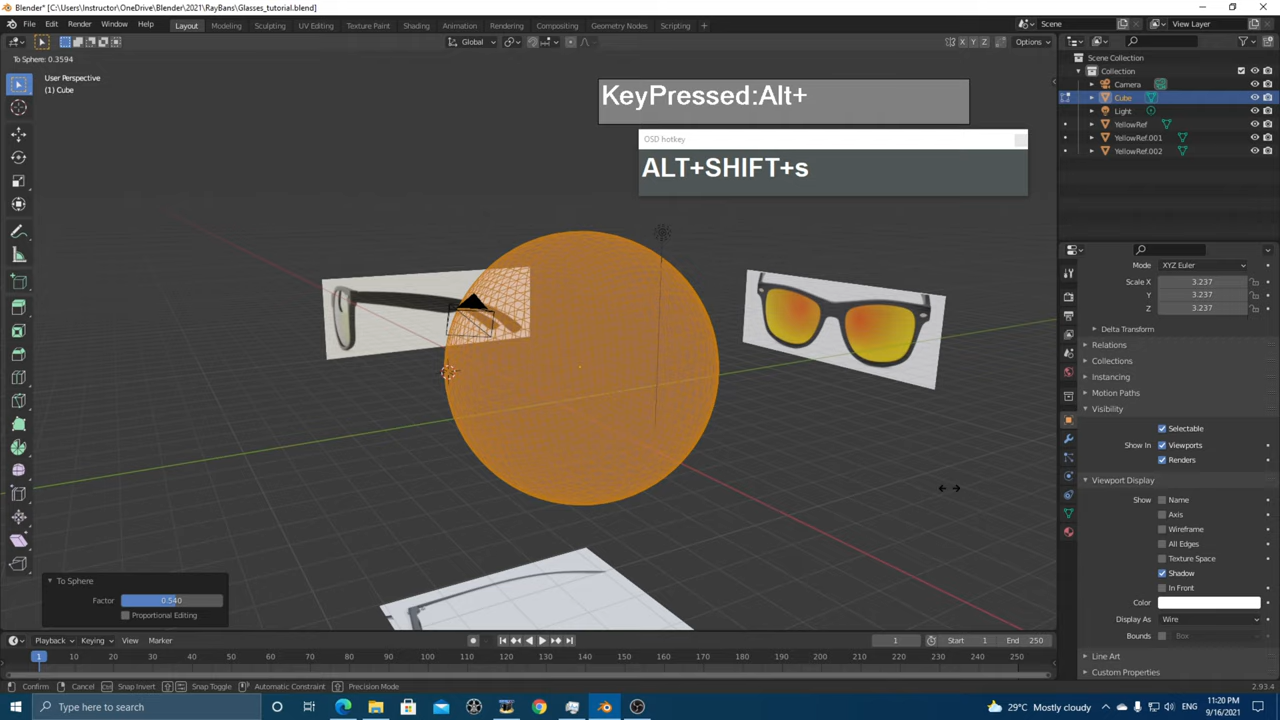 Blender* [C:\Users\Instructor\OneDrive\Blender\2021\RayBans\Glasses_tutorial.blend]
File Edit Render Window Help Layout Modeling Sculpting UV Editing Texture Paint Shading Animation Rendering Compositing Geometry Nodes Scripting Scene View Layer
Global Options X Y Z
To Sphere: 0.3594
User Perspective
(1) Cube
KeyPressed:Alt+
OSD hotkey
ALT+SHIFT+s
Scene Collection
Collection
Camera
Cube
Light
YellowRef
YellowRef.001
YellowRef.002
Mode XYZ Euler
Scale X 3.237
Y 3.237
Z 3.237
Delta Transform
Relations
Collections
Instancing
Motion Paths
Visibility
Selectable
Show In Viewports
Renders
Viewport Display
Show Name
Axis
Wireframe
All Edges
Texture Space
Shadow
In Front
Color
Display As Wire
Bounds Box
Line Art
Custom Properties
To Sphere
Factor 0.540
Proportional Editing
Playback Keying View Marker 1 Start 1 End 250
1 10 20 30 40 50 60 70 80 90 100 110 120 130 140 150 160 170 180 190 200 210 220 230 240 250
Confirm Cancel Snap Invert Snap Toggle Automatic Constraint Precision Mode 2.93.4
Type here to search 29°C Mostly cloudy 11:20 PM
9/16/2021